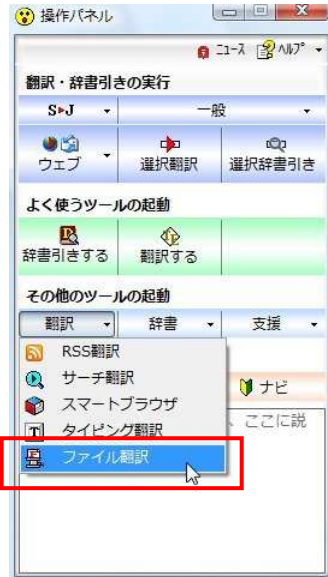 操作パネル
ニュース ヘルプ
翻訳・辞書引きの実行
S▶J 一般
ウェブ 選択翻訳 選択辞書引き
よく使うツールの起動
辞書引きする 翻訳する
その他のツールの起動
翻訳 辞書 支援
RSS翻訳
サーチ翻訳
ナビ
スマートブラウザ
タイピング翻訳
、ここに説
ファイル翻訳